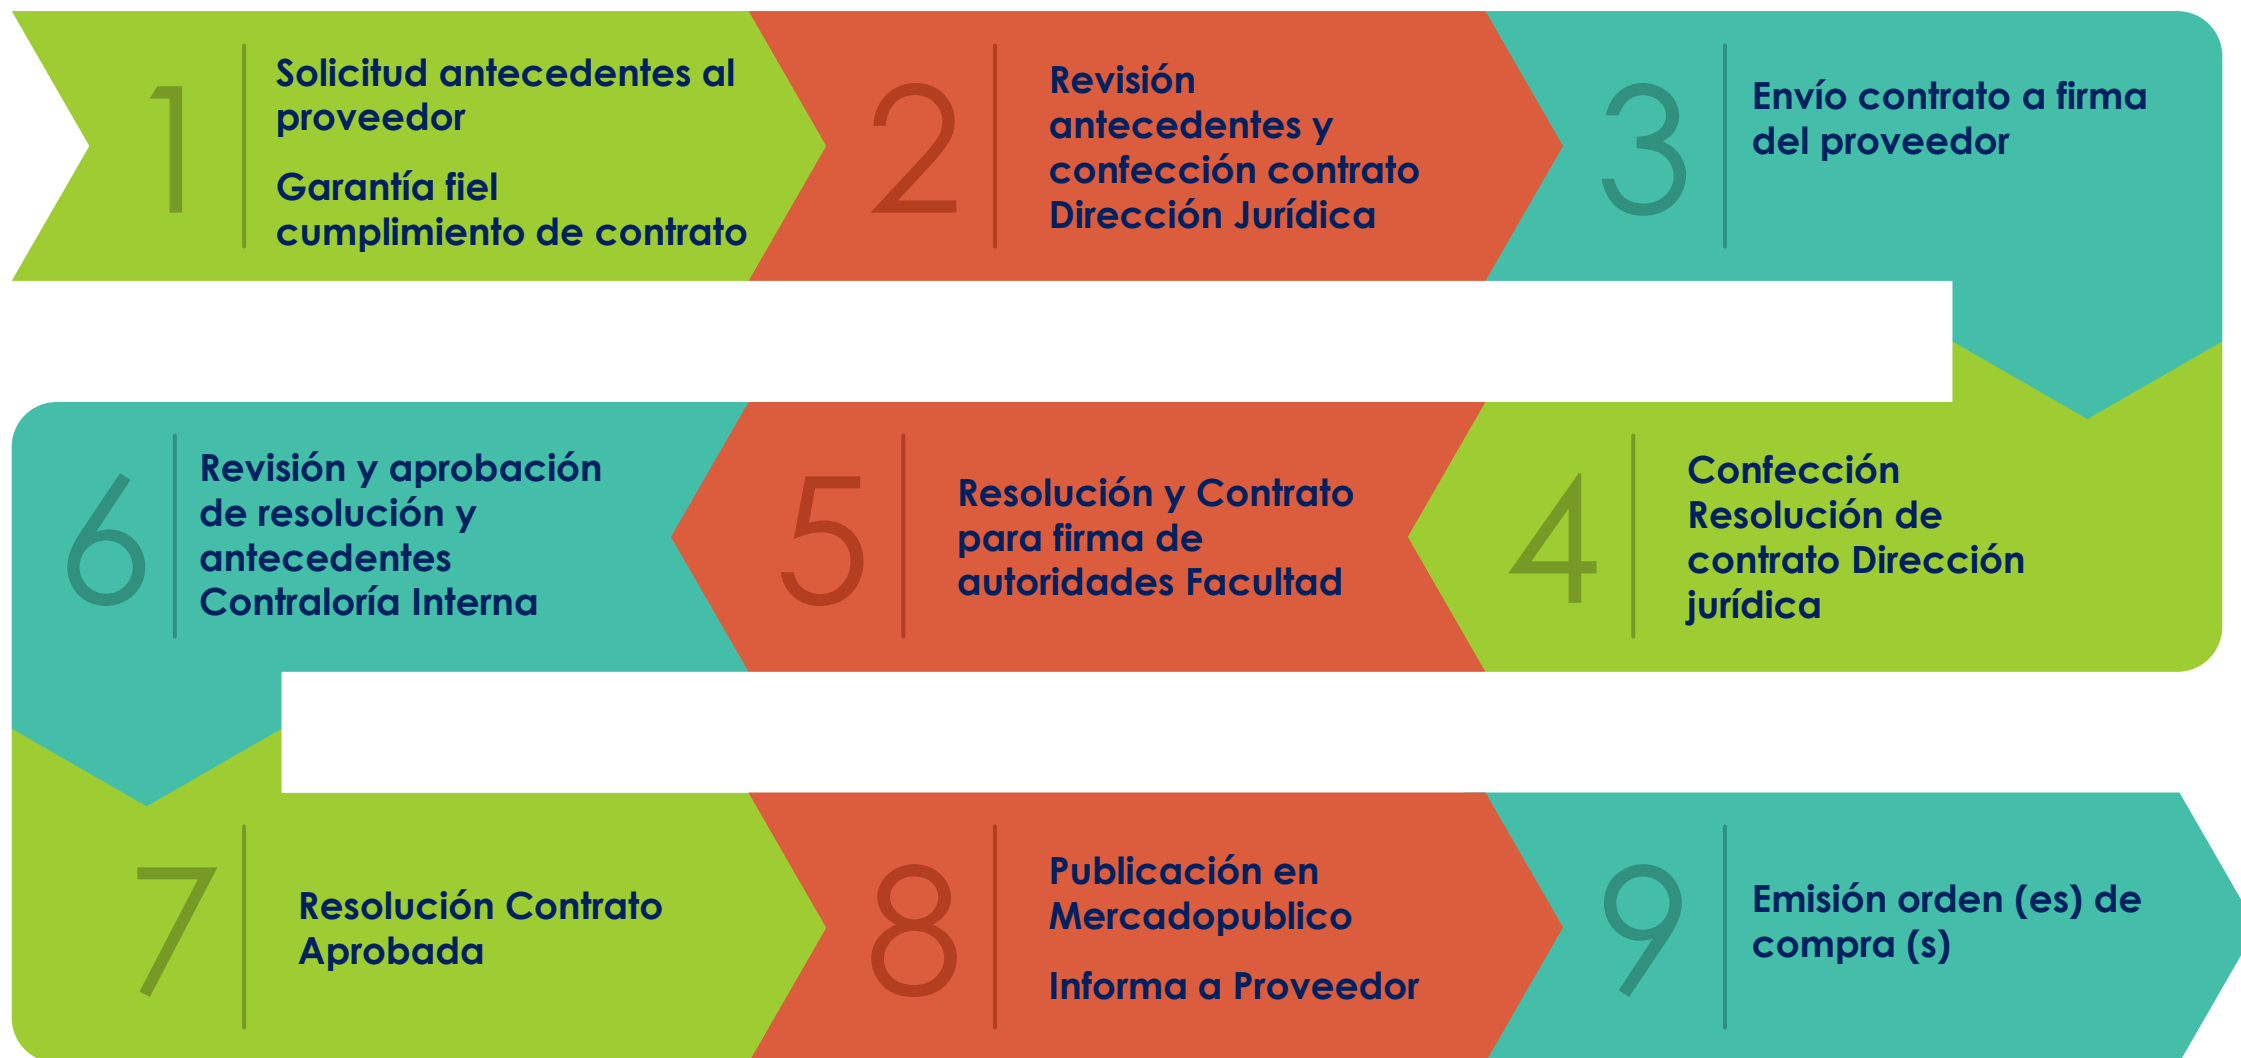 1
Solicitud antecedentes al
proveedor
Garantía fiel
cumplimiento de contrato
2
Revisión
antecedentes y
confección contrato
Dirección Jurídica
3
Envío contrato a firma
del proveedor
4
Confección
Resolución de
contrato Dirección
jurídica
5
Resolución y Contrato
para firma de
autoridades Facultad
6
Revisión y aprobación
de resolución y
antecedentes
Contraloría Interna
7
Resolución Contrato
Aprobada
8
Publicación en
Mercadopublico
Informa a Proveedor
9
Emisión orden (es) de
compra (s)